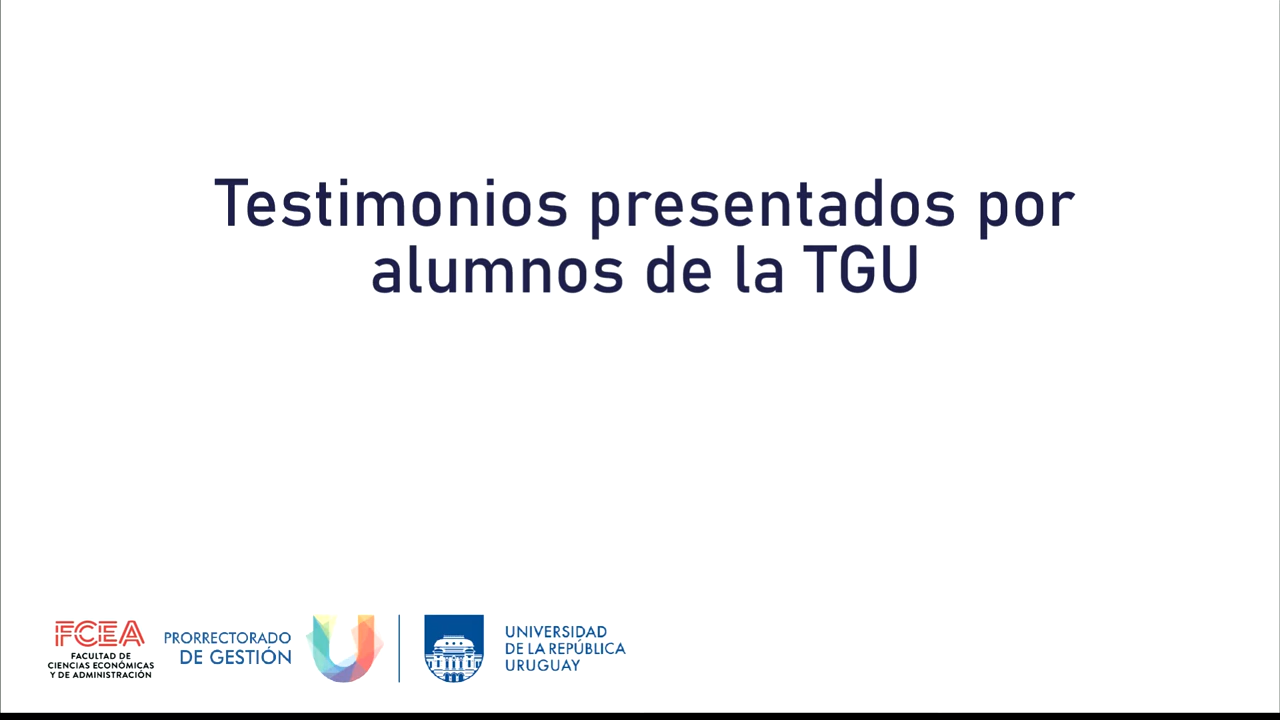 Testimonios presentados por
alumnos de la TGU
FCEA
FACULTAD DE
CIENCIAS ECONÓMICAS
Y DE ADMINISTRACIÓN
PRORRECTORADO
DE GESTIÓN
UNIVERSIDAD
DE LA REPÚBLICA
URUGUAY